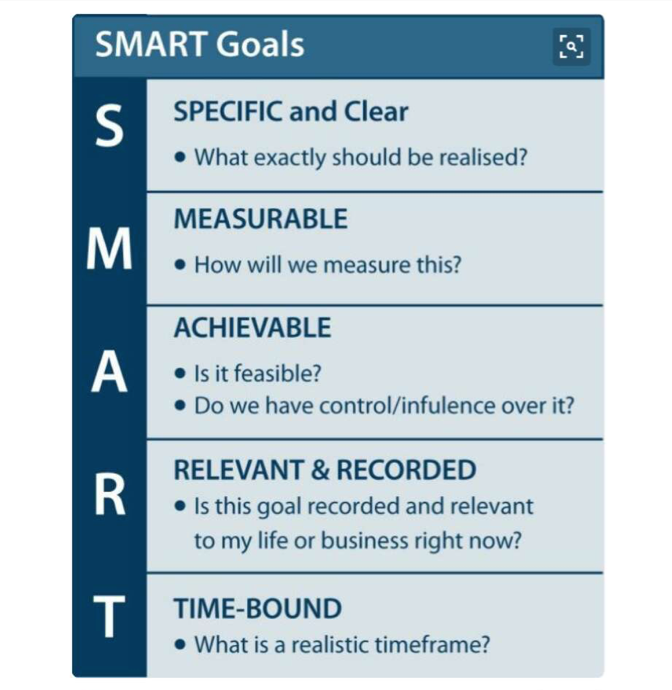 SMART Goals
S
SPECIFIC and Clear
• What exactly should be realised?
M
MEASURABLE
• How will we measure this?
A
ACHIEVABLE
• Is it feasible?
• Do we have control/infulence over it?
R
RELEVANT & RECORDED
• Is this goal recorded and relevant
to my life or business right now?
T
TIME-BOUND
• What is a realistic timeframe?